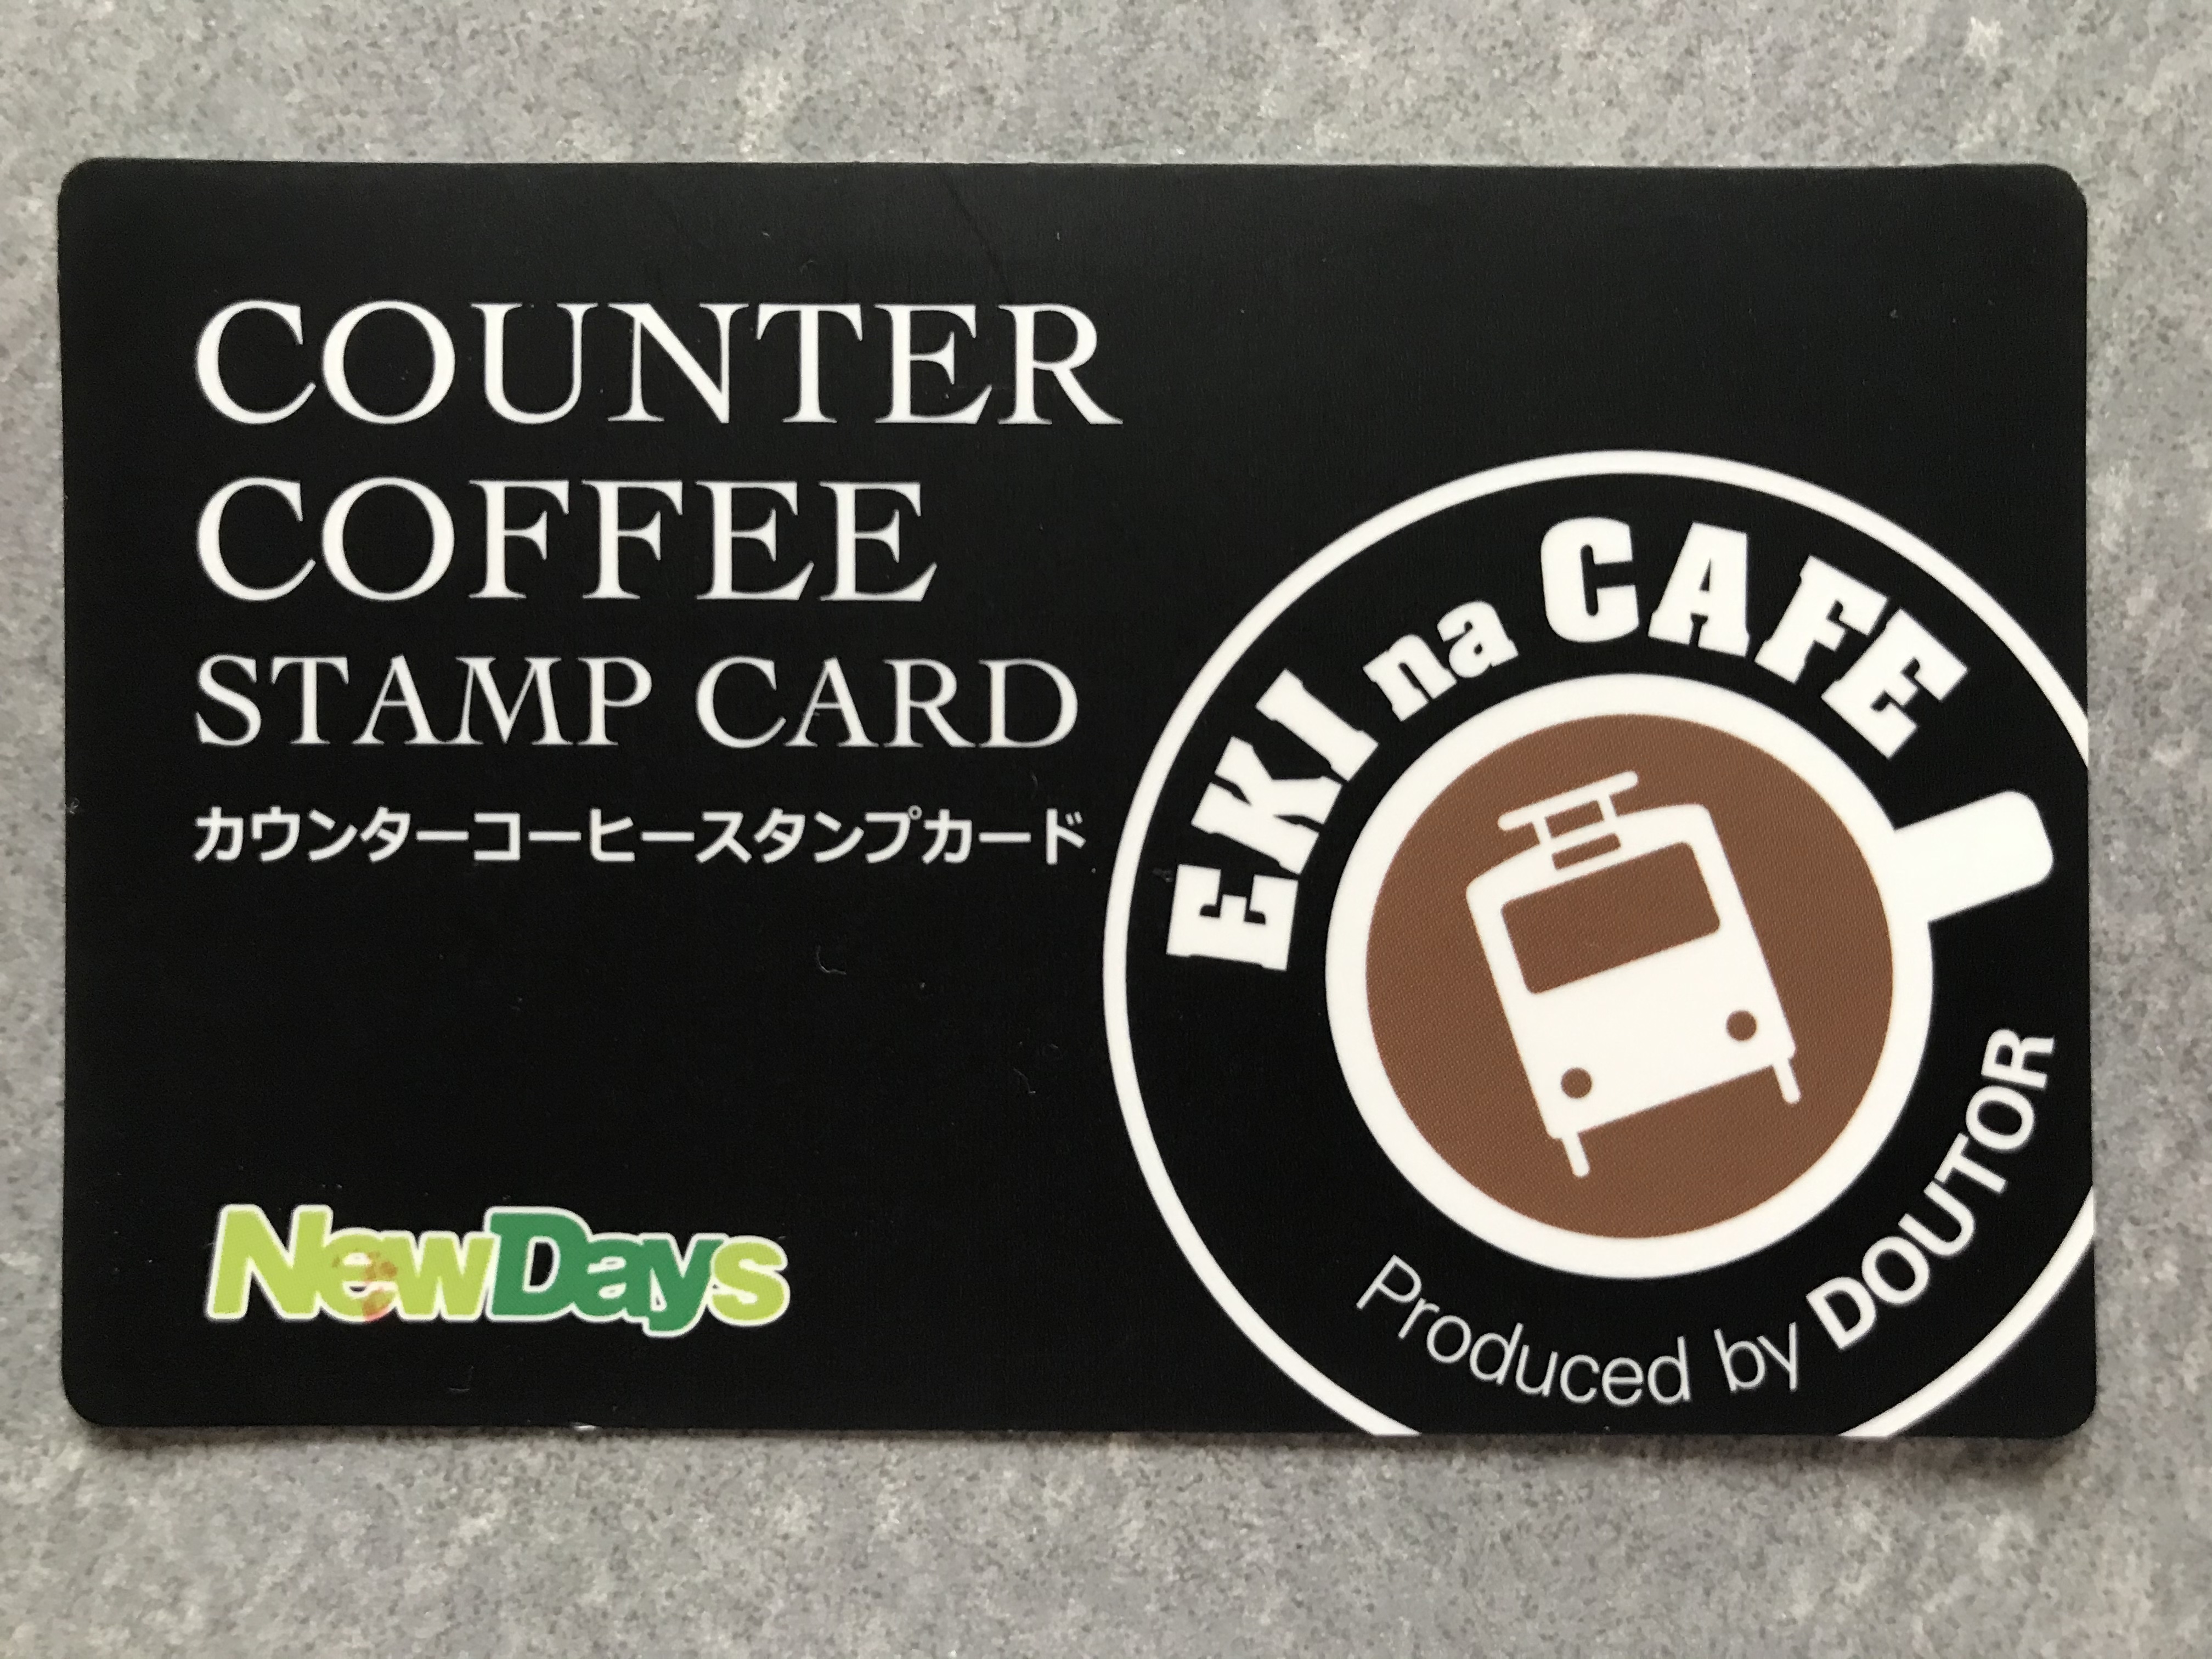 COUNTER
COFFEE
STAMP CARD
カウンターコーヒースタンプカード
EKI na CAFE
Produced by DOUTOR
NewDays